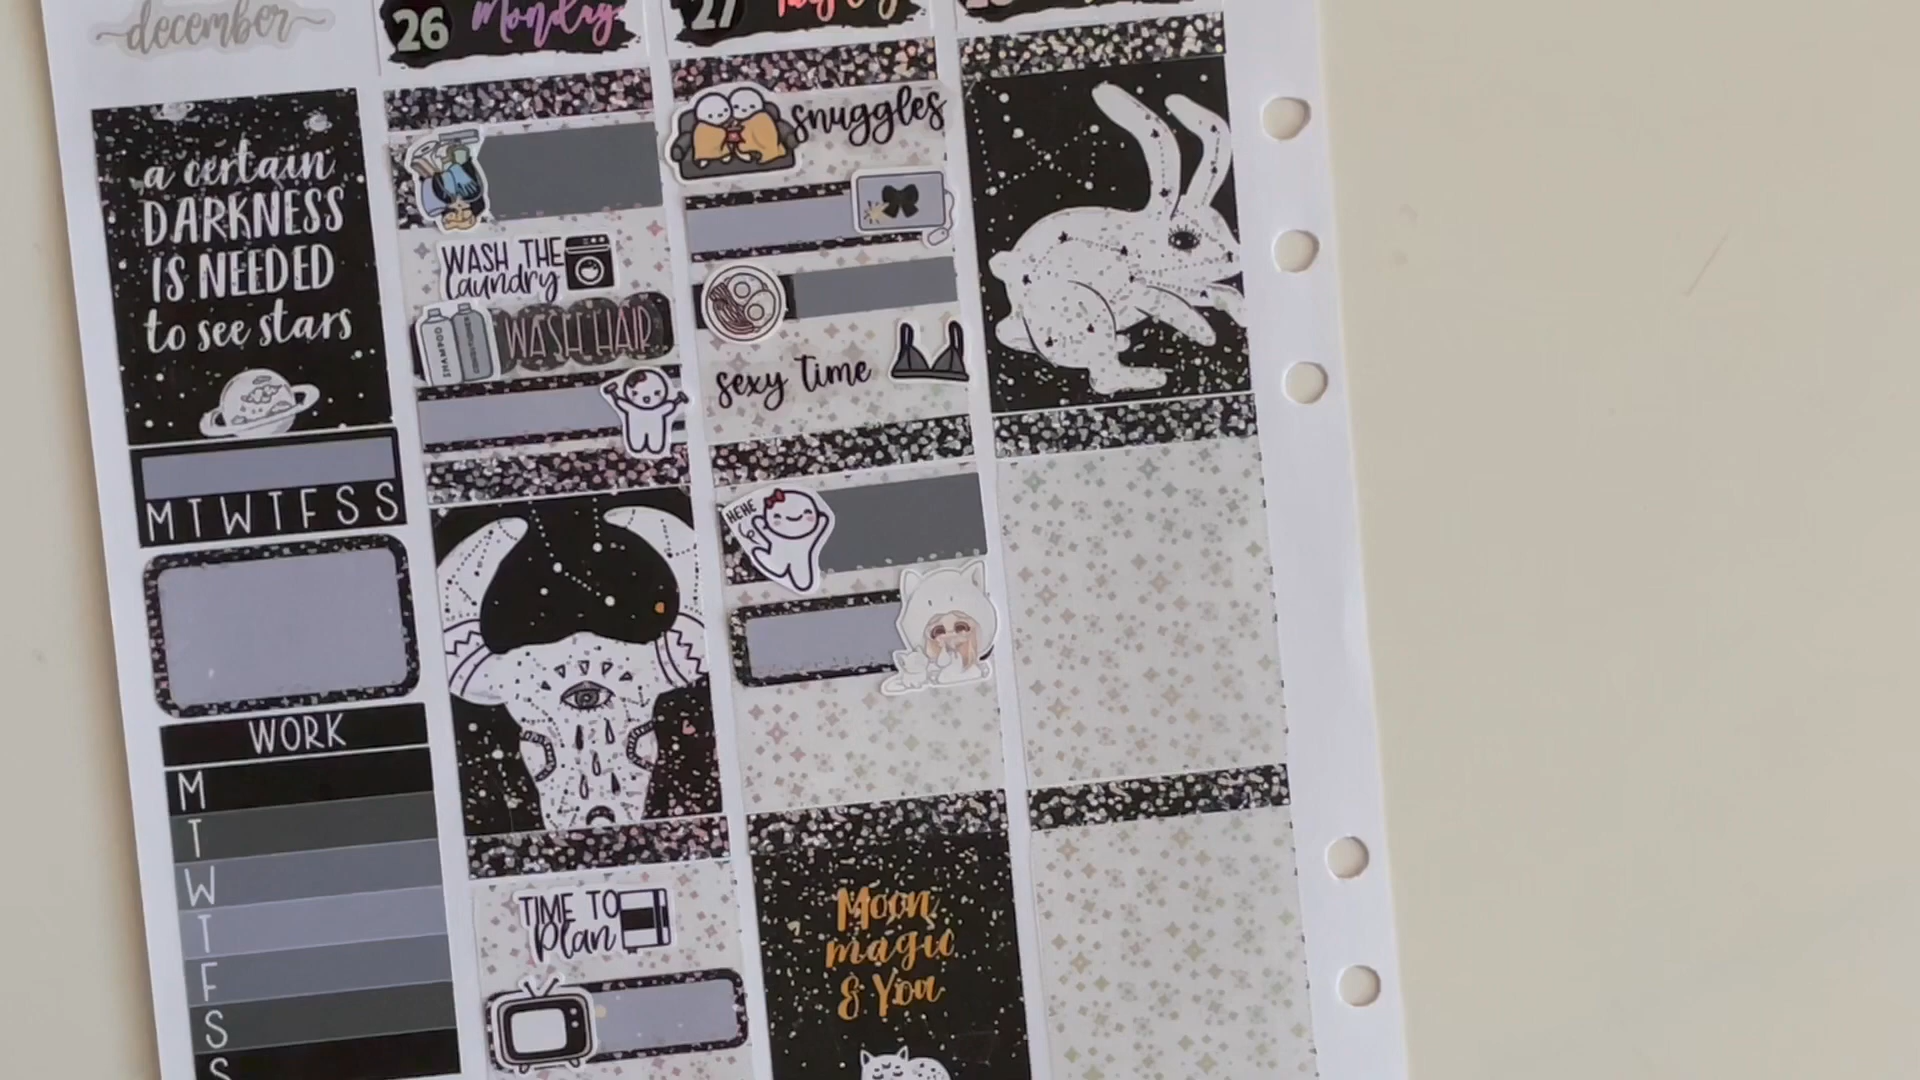 december
26 Monday
27
a certain
DARKNESS
IS NEEDED
to see stars
M T W T F S S
WORK
M
T
W
T
F
S
S
WASH THE
laundry
SHAMPOO
WASH HAIR
TIME TO
Plan
snuggles
sexy time
HEHE
Moon
magic
& You